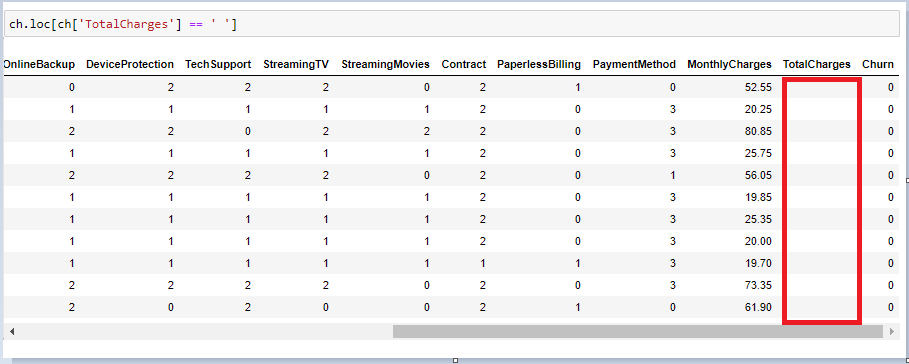 ch.loc[ch['TotalCharges'] == ' ']
OnlineBackup DeviceProtection TechSupport StreamingTV StreamingMovies Contract PaperlessBilling PaymentMethod MonthlyCharges TotalCharges Churn
0 2 2 2 0 2 1 0 52.55 0
1 1 1 1 1 2 0 3 20.25 0
2 2 0 2 2 2 0 3 80.85 0
1 1 1 1 1 2 0 3 25.75 0
2 2 2 2 0 2 0 1 56.05 0
1 1 1 1 1 2 0 3 19.85 0
1 1 1 1 1 2 0 3 25.35 0
1 1 1 1 1 2 0 3 20.00 0
1 1 1 1 1 1 1 3 19.70 0
2 2 2 2 0 2 0 3 73.35 0
2 0 2 0 0 2 1 0 61.90 0